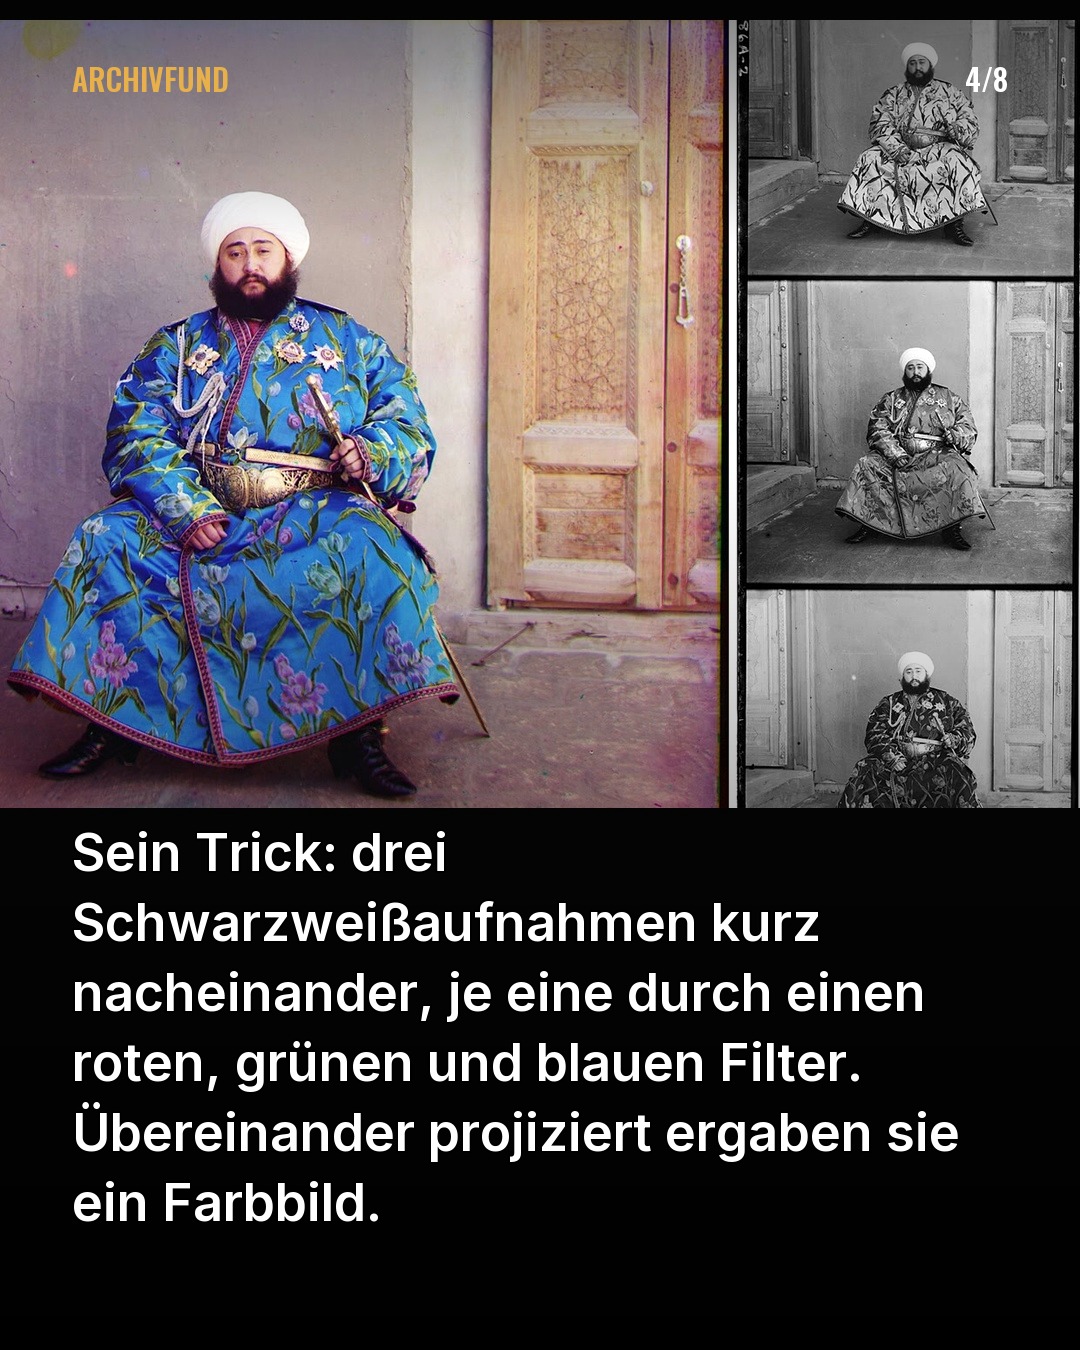 ARCHIVFUND
4/8
Sein Trick: drei
Schwarzweißaufnahmen kurz
nacheinander, je eine durch einen
roten, grünen und blauen Filter.
Übereinander projiziert ergaben sie
ein Farbbild.